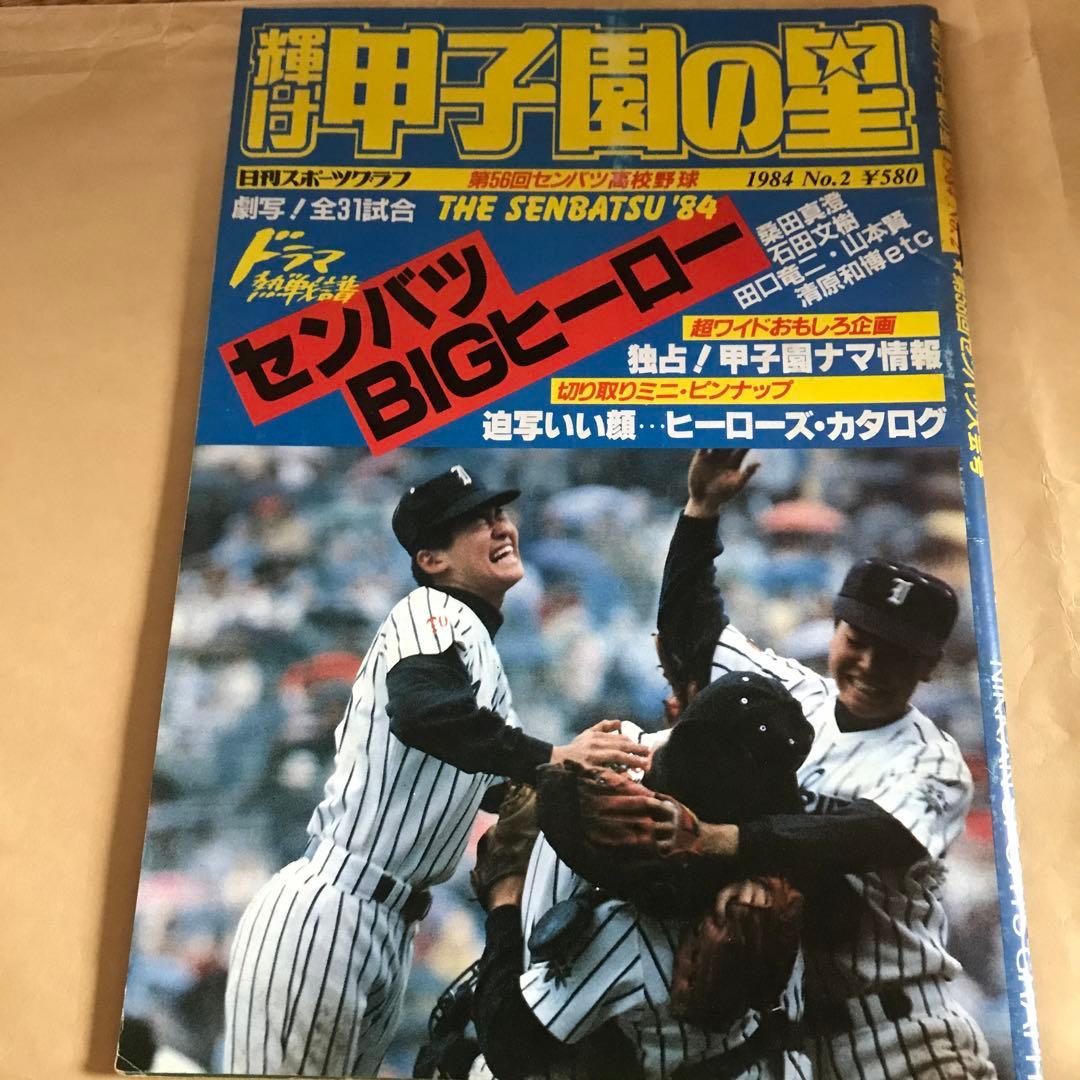 輝け甲子園の星
日刊スポーツグラフ
第56回センバツ高校野球
1984 No.2 ¥580
劇写！全31試合
THE SENBATSU '84
ドラマ
熱戦譜
センバツ
BIGヒーロー
桑田真澄
石田文樹
田口竜二・山本賢
清原和博etc
超ワイドおもしろ企画
独占！甲子園ナマ情報
切り取りミニ・ピンナップ
迫写いい顔…ヒーローズ・カタログ
I
I